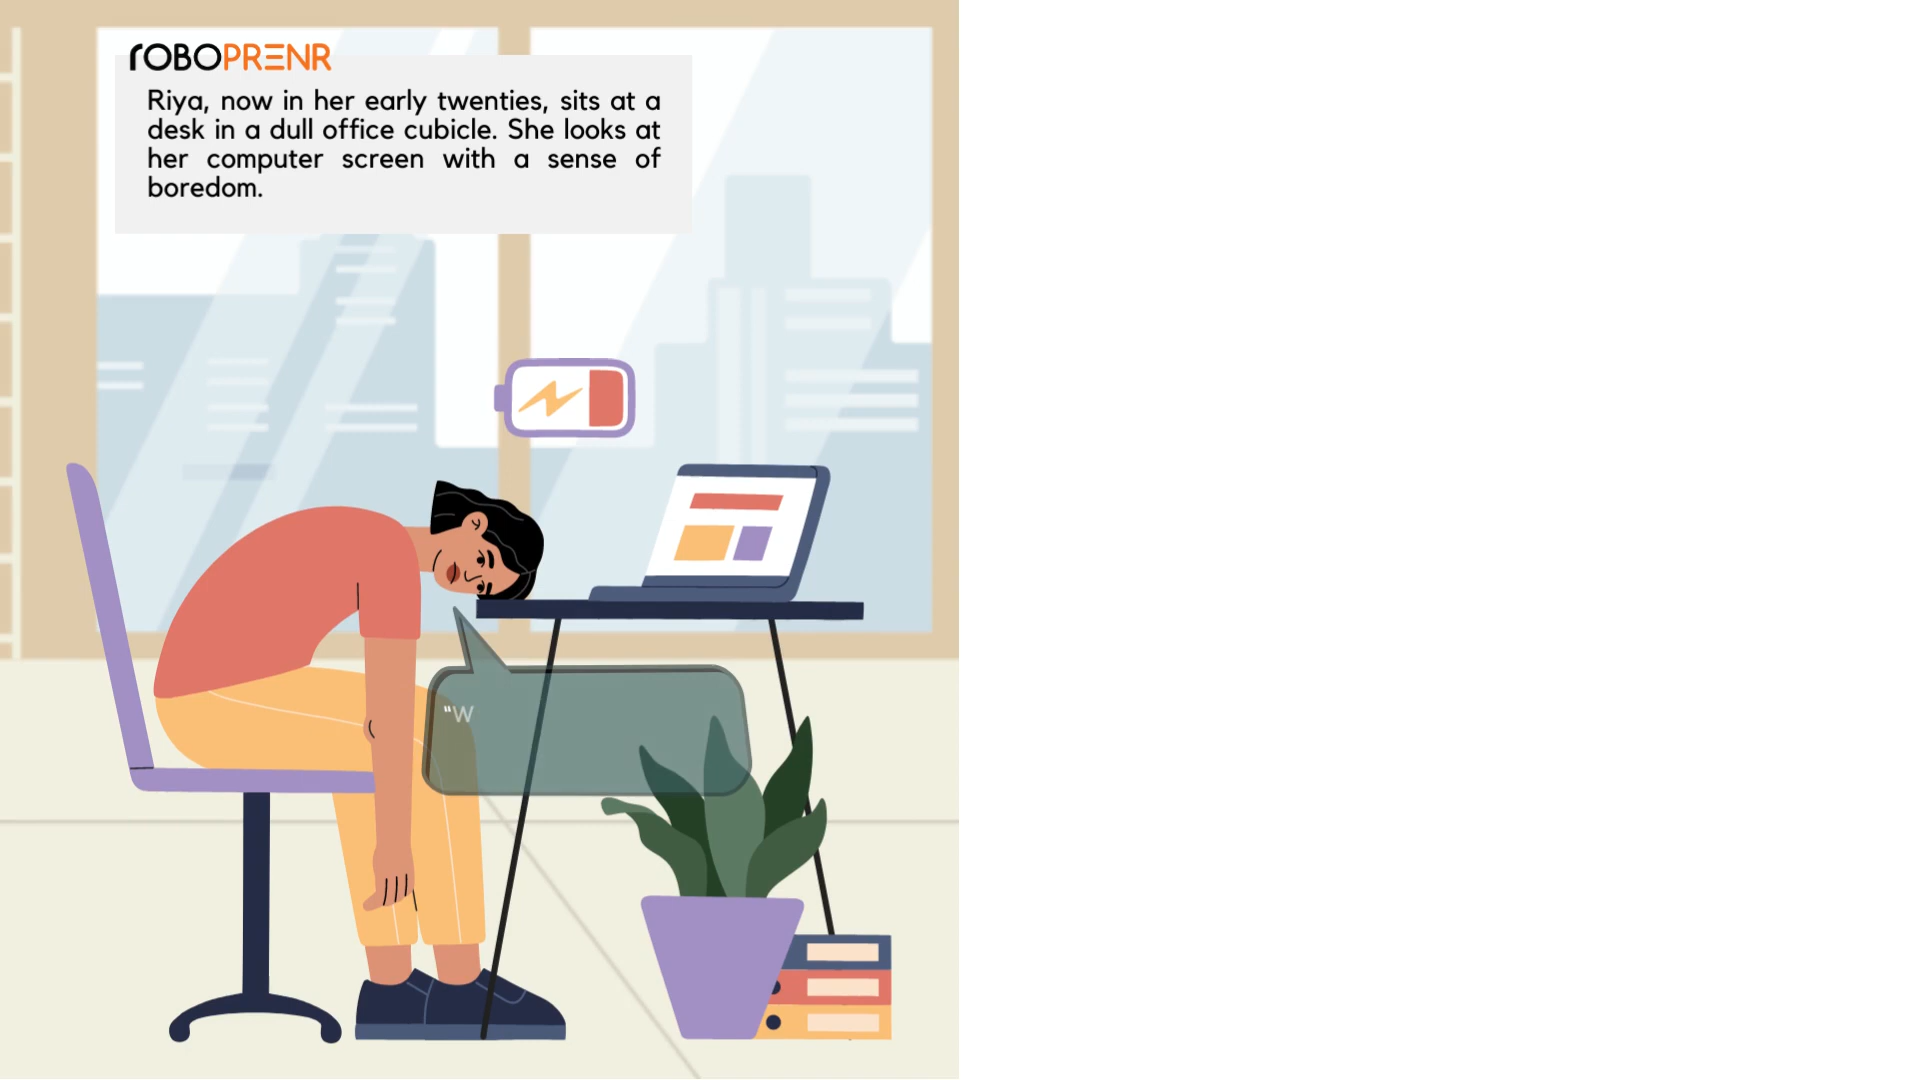 roBOPRENR
Riya, now in her early twenties, sits at a
desk in a dull office cubicle. She looks at
her computer screen with a sense of
boredom.
"W